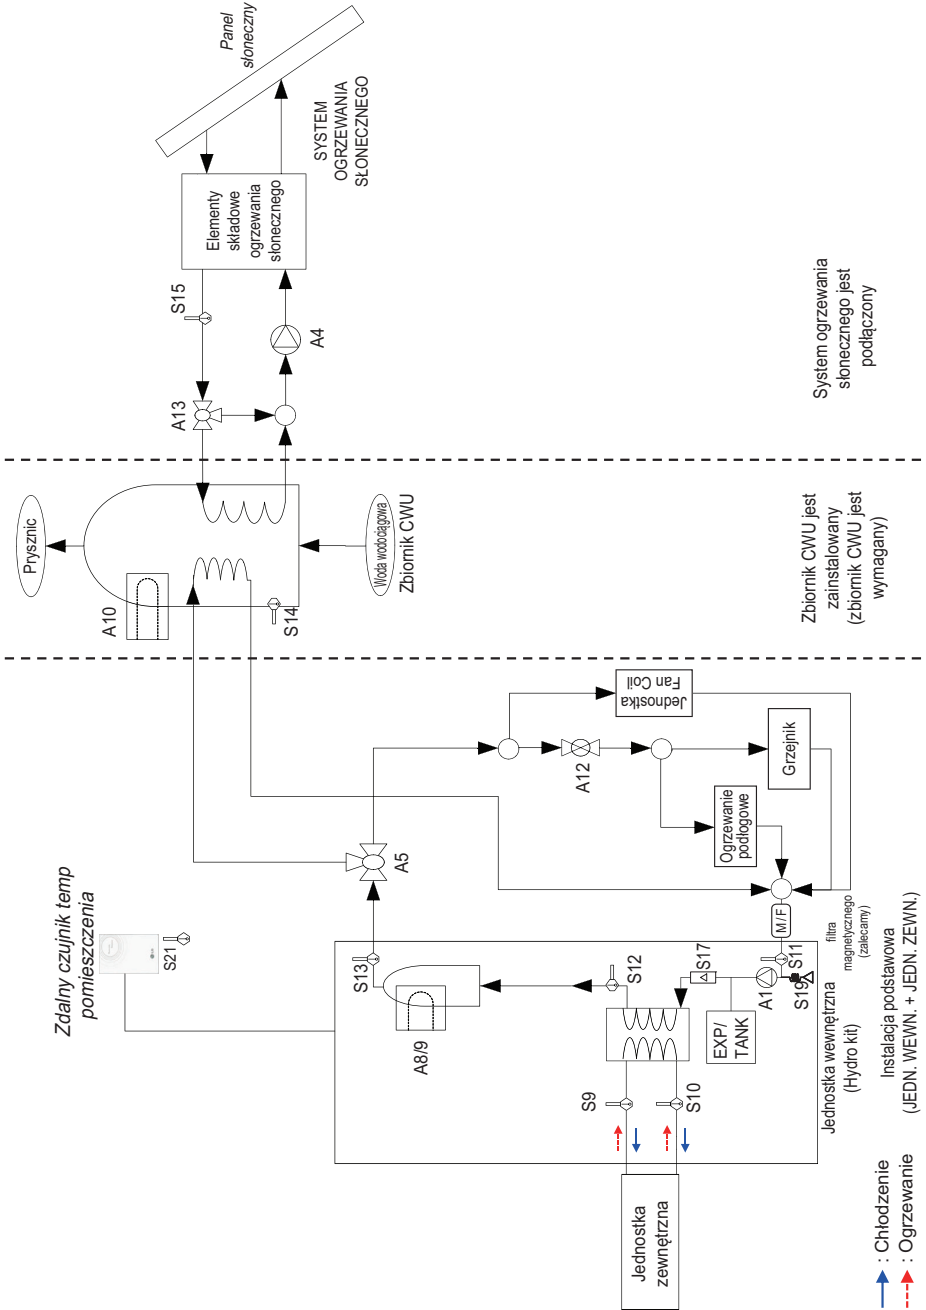 Panel
słoneczny
SYSTEM
OGRZEWANIA
SŁONECZNEGO
Elementy
składowe
ogrzewania
słonecznego
S15
A4
A13
System ogrzewania
słonecznego jest
podłączony
Prysznic
A10
S14
Woda wodociągowa
Zbiornik CWU
Zbiornik CWU jest
zainstalowany
(zbiornik CWU jest
wymagany)
Jednostka
Fan Coil
A12
Grzejnik
Ogrzewanie
podłogowe
A5
Zdalny czujnik temp
pomieszczenia
S21
M/F
filtra
magnetycznego
(zalecamy)
S13
A8/9
S12
S17
S11
A1
S19
EXP/
TANK
S9
S10
Jednostka wewnętrzna
(Hydro kit)
Instalacja podstawowa
(JEDN. WEWN. + JEDN. ZEWN.)
Jednostka
zewnętrzna
: Chłodzenie
: Ogrzewanie